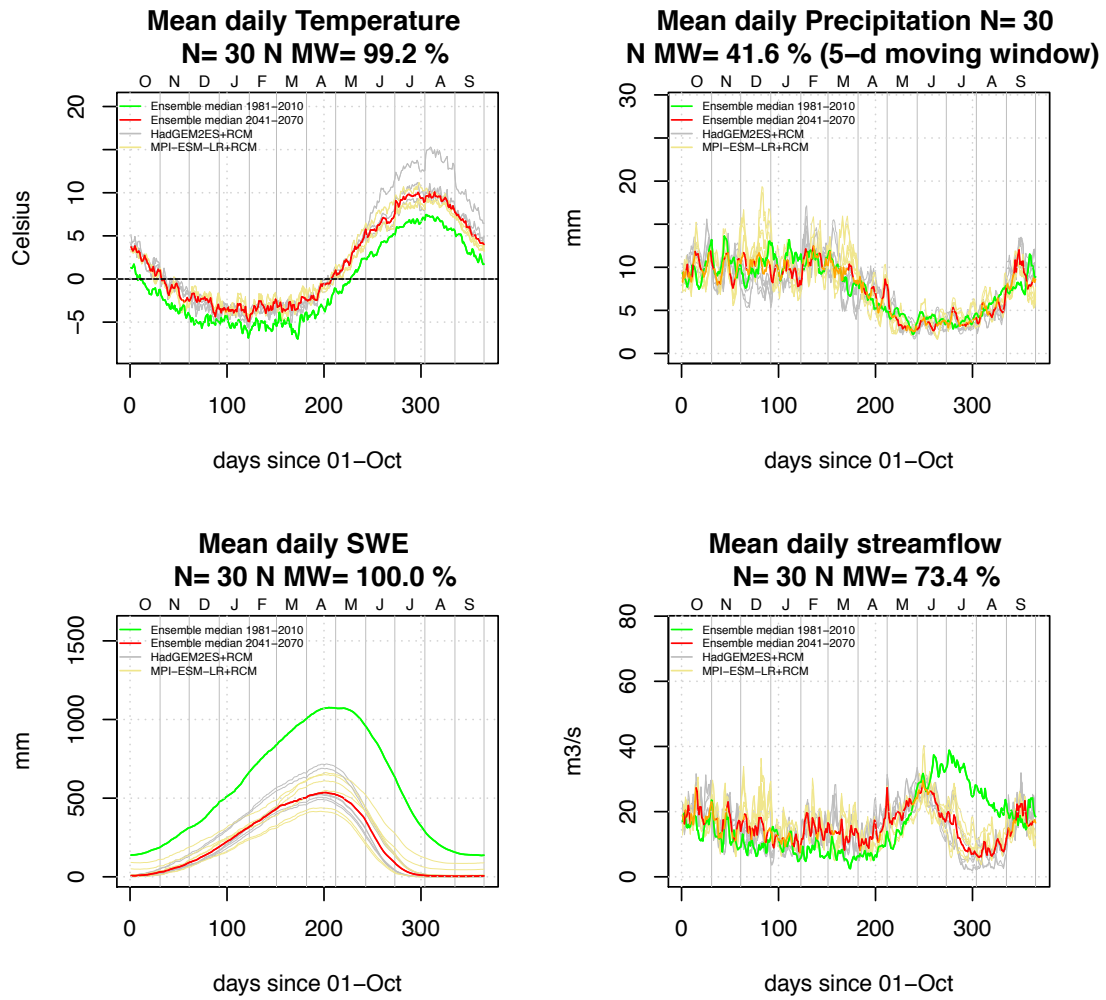 Mean daily Temperature
N= 30 N MW= 99.2 %
O N D J F M A M J J A S
Ensemble median 1981−2010
Ensemble median 2041−2070
HadGEM2ES+RCM
MPI−ESM−LR+RCM
Celsius
20
10
5
0
−5
0 100 200 300
days since 01−Oct
Mean daily Precipitation N= 30
N MW= 41.6 % (5−d moving window)
O N D J F M A M J J A S
Ensemble median 1981−2010
Ensemble median 2041−2070
HadGEM2ES+RCM
MPI−ESM−LR+RCM
mm
30
20
10
5
0
0 100 200 300
days since 01−Oct
Mean daily SWE
N= 30 N MW= 100.0 %
O N D J F M A M J J A S
Ensemble median 1981−2010
Ensemble median 2041−2070
HadGEM2ES+RCM
MPI−ESM−LR+RCM
mm
1500
1000
500
0
0 100 200 300
days since 01−Oct
Mean daily streamflow
N= 30 N MW= 73.4 %
O N D J F M A M J J A S
Ensemble median 1981−2010
Ensemble median 2041−2070
HadGEM2ES+RCM
MPI−ESM−LR+RCM
m3/s
80
60
40
20
0
0 100 200 300
days since 01−Oct